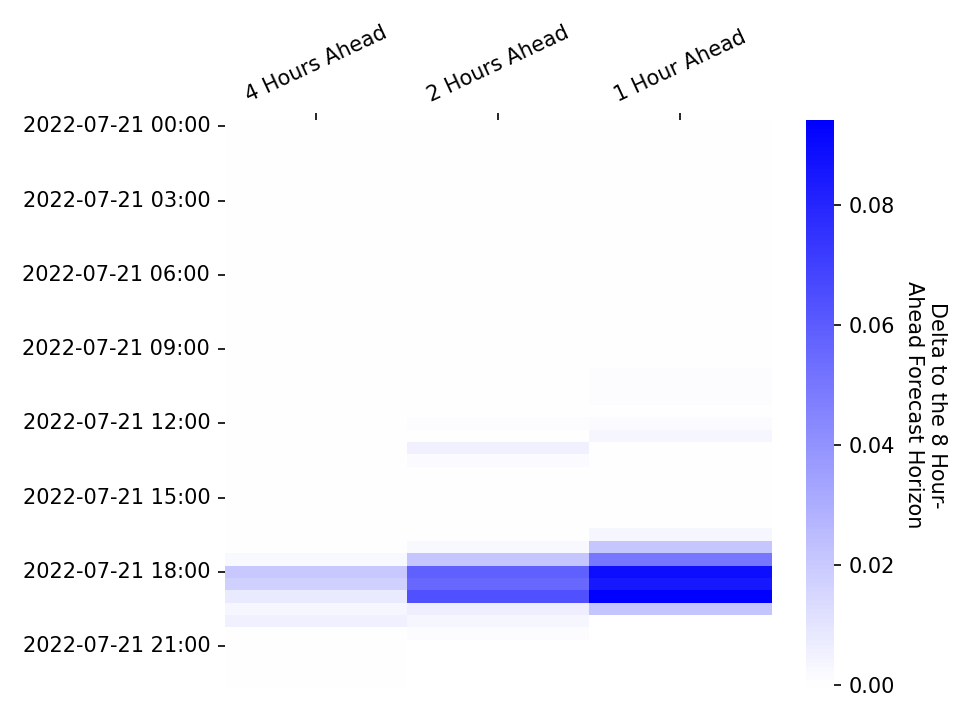 4 Hours Ahead
2 Hours Ahead
1 Hour Ahead
2022-07-21 00:00
2022-07-21 03:00
2022-07-21 06:00
2022-07-21 09:00
2022-07-21 12:00
2022-07-21 15:00
2022-07-21 18:00
2022-07-21 21:00
0.08
0.06
0.04
0.02
0.00
Delta to the 8 Hour-
Ahead Forecast Horizon